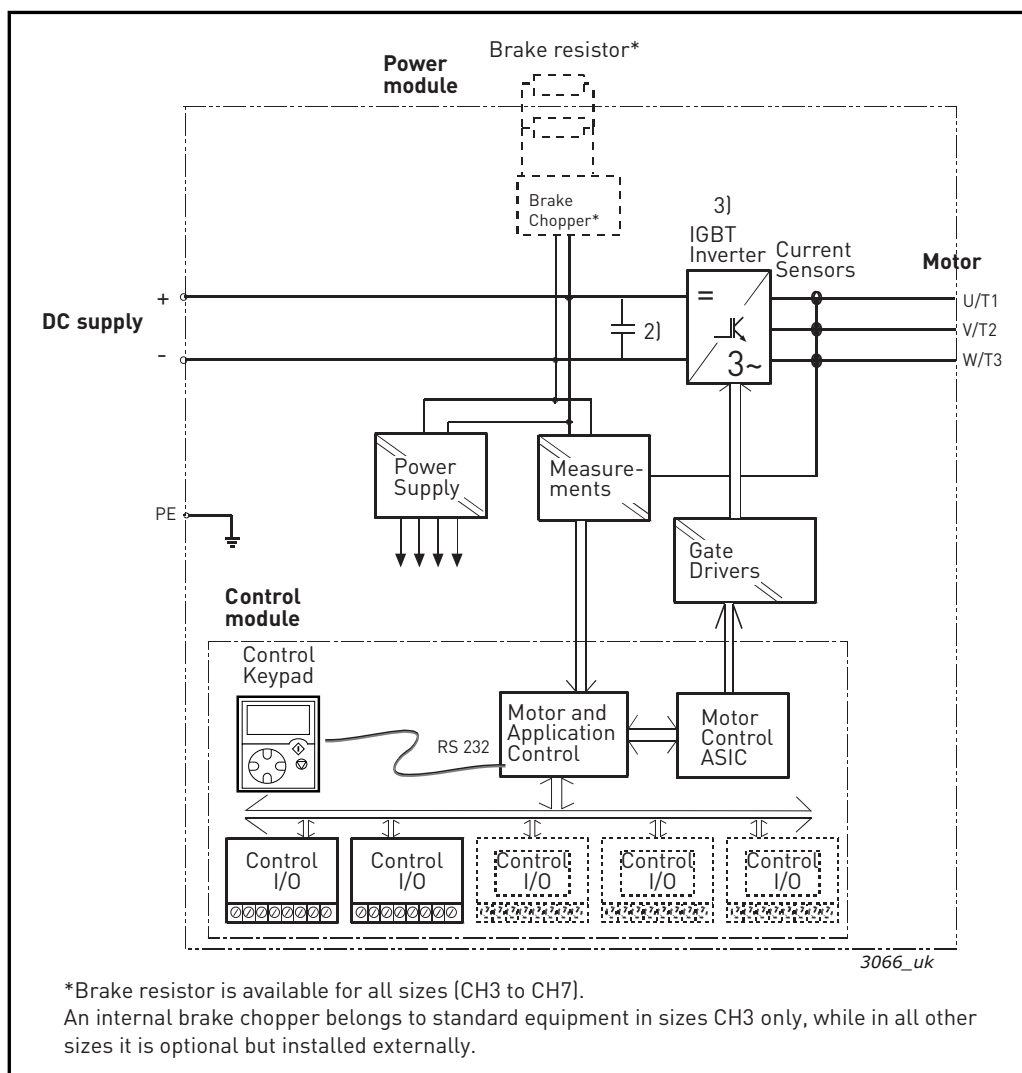 Brake resistor*
Power
module
Brake
Chopper*
3)
IGBT
Inverter
Current
Sensors
Motor
+
=
U/T1
DC supply
2)
V/T2
-
3~
W/T3
Power
Supply
Measure-
ments
PE
Gate
Drivers
Control
module
Control
Keypad
RS 232
Motor and
Application
Control
Motor
Control
ASIC
Control
I/O
Control
I/O
Control
I/O
Control
I/O
Control
I/O
3066_uk
*Brake resistor is available for all sizes (CH3 to CH7).
An internal brake chopper belongs to standard equipment in sizes CH3 only, while in all other
sizes it is optional but installed externally.